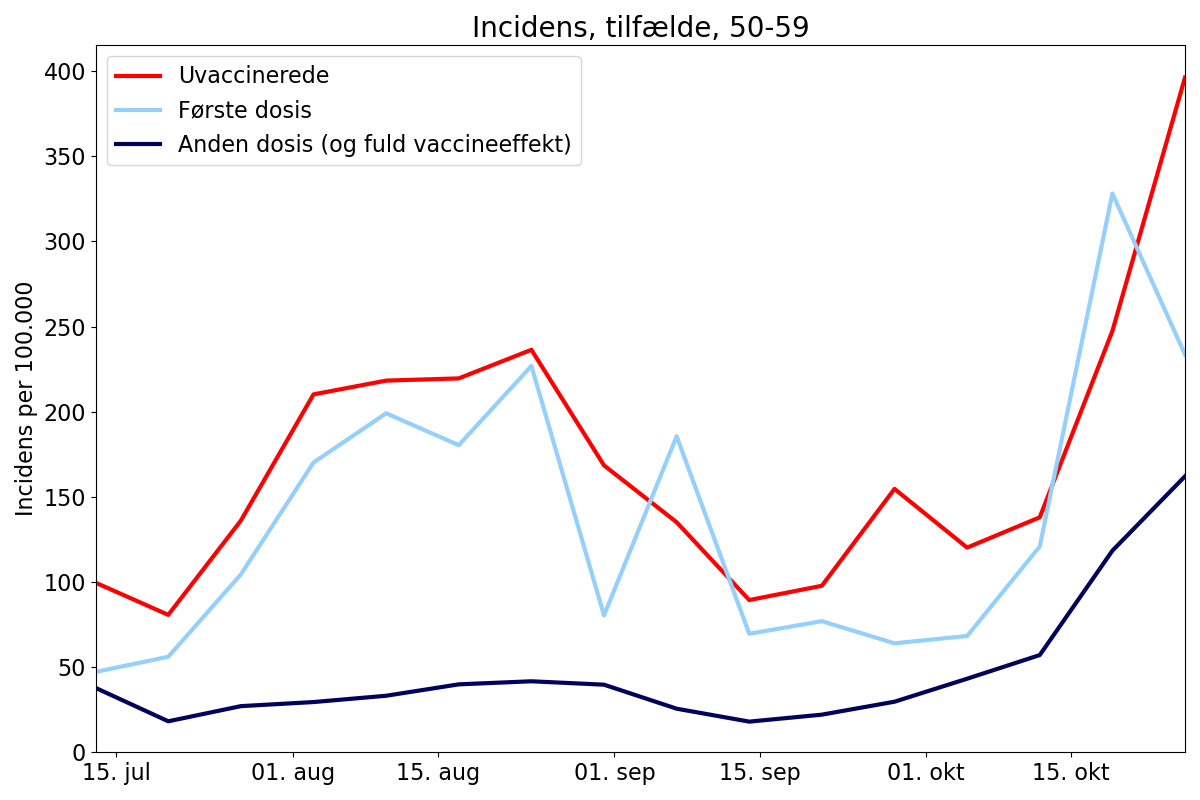 Incidens, tilfælde, 50-59
Uvaccinerede
Første dosis
Anden dosis (og fuld vaccineeffekt)
Incidens per 100.000
400
350
300
250
200
150
100
50
0
15. jul 01. aug 15. aug 01. sep 15. sep 01. okt 15. okt